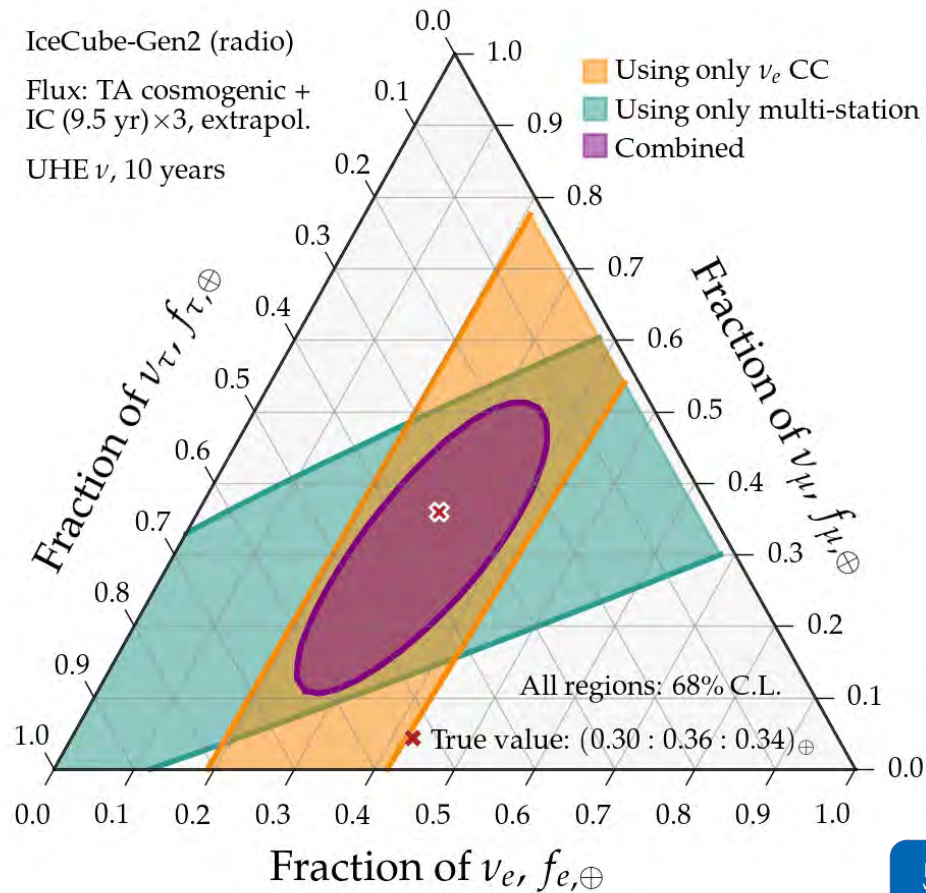 IceCube-Gen2 (radio)
Flux: TA cosmogenic +
IC (9.5 yr)×3, extrapol.
UHE ν, 10 years
Using only νₑ CC
Using only multi-station
Combined
Fraction of ν_τ, f_τ,⊕
0.0
0.1
0.2
0.3
0.4
0.5
0.6
0.7
0.8
0.9
1.0
Fraction of ν_μ, f_μ,⊕
1.0
0.9
0.8
0.7
0.6
0.5
0.4
0.3
0.2
0.1
0.0
All regions: 68% C.L.
True value: (0.30 : 0.36 : 0.34)⊕
0.0 0.1 0.2 0.3 0.4 0.5 0.6 0.7 0.8 0.9 1.0
Fraction of νₑ, fₑ,⊕